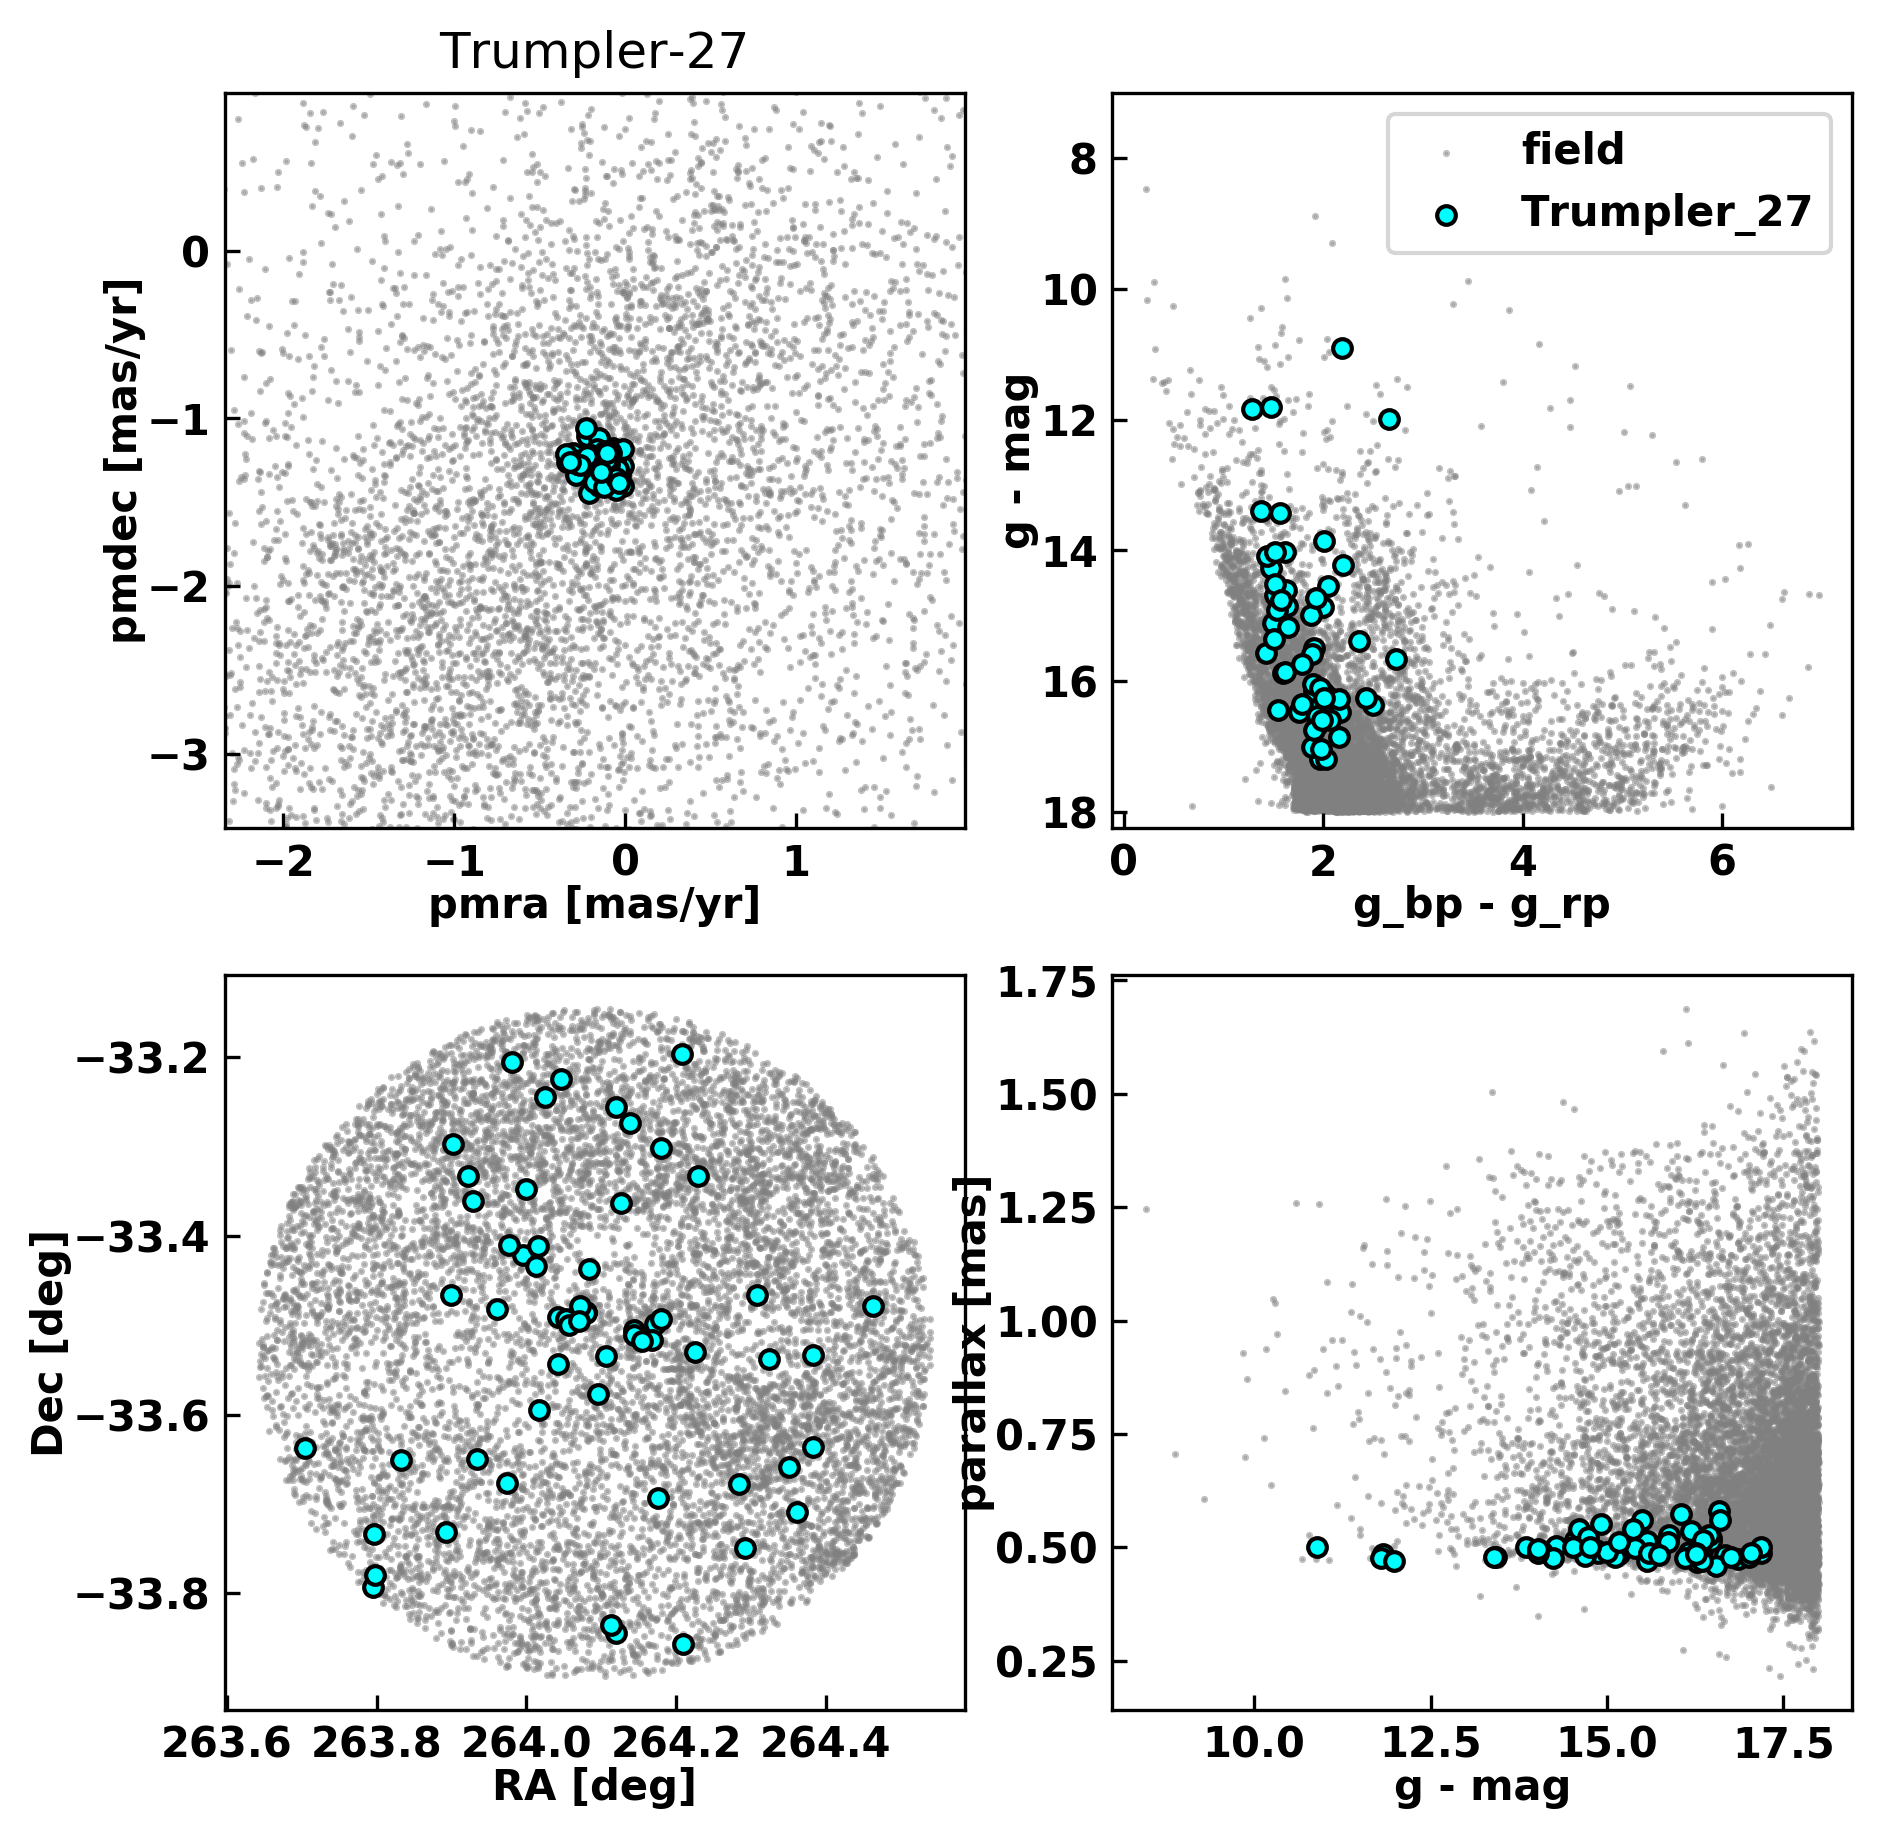 Trumpler-27
pmdec [mas/yr]
0
−1
−2
−3
−2 −1 0 1
pmra [mas/yr]
g - mag
8
10
12
14
16
18
field
Trumpler_27
0 2 4 6
g_bp - g_rp
Dec [deg]
−33.2
−33.4
−33.6
−33.8
263.6 263.8 264.0 264.2 264.4
RA [deg]
parallax [mas]
1.75
1.50
1.25
1.00
0.75
0.50
0.25
10.0 12.5 15.0 17.5
g - mag